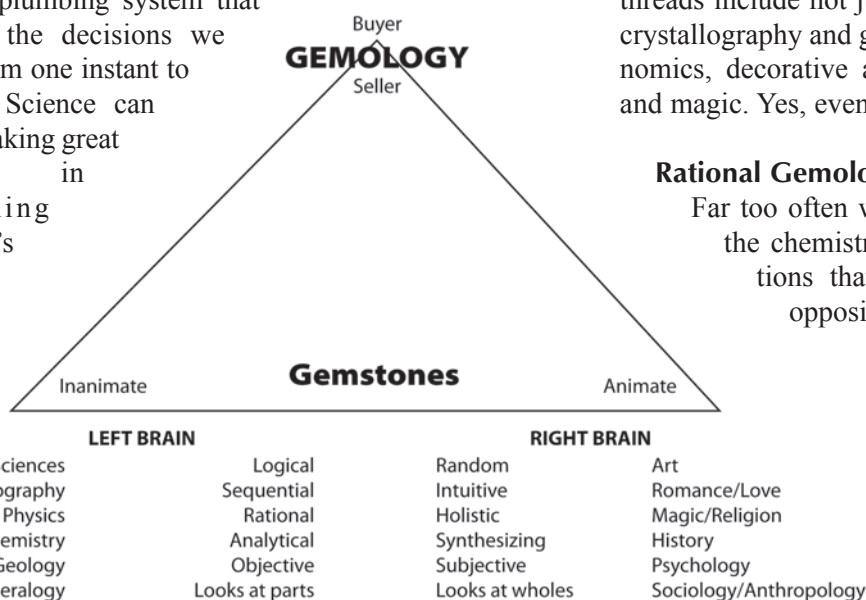 plumbing system that
the decisions we
m one instant to
Science can
aking great
in
ing
's
Buyer
GEMOLOGY
Seller
Inanimate
Gemstones
Animate
threads include not j
crystallography and g
nomics, decorative a
and magic. Yes, even
Rational Gemolo
Far too often w
the chemistr
tions tha
opposi
LEFT BRAIN
RIGHT BRAIN
ciences Logical Random Art
ography Sequential Intuitive Romance/Love
Physics Rational Holistic Magic/Religion
emistry Analytical Synthesizing History
Geology Objective Subjective Psychology
eralogy Looks at parts Looks at wholes Sociology/Anthropology